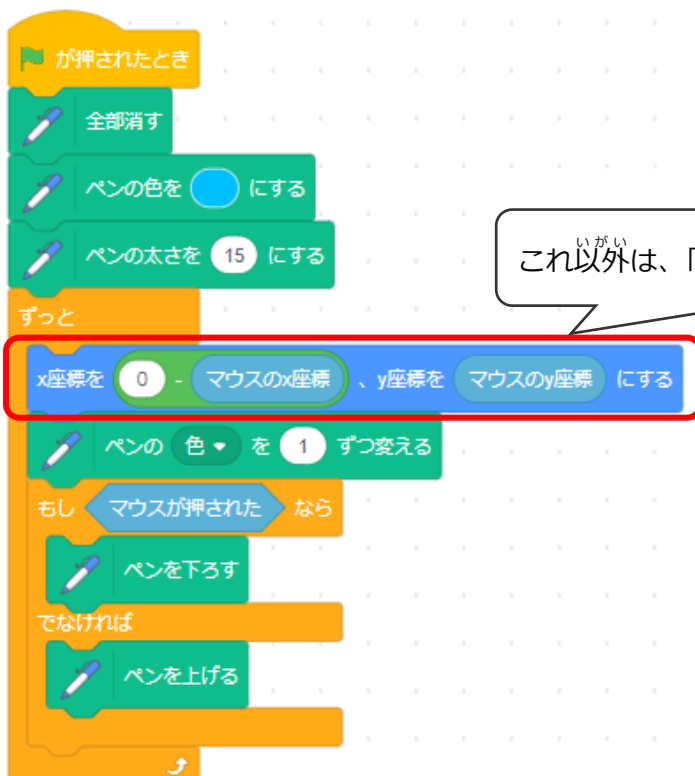 が押されたとき
全部消す
ペンの色を にする
ペンの太さを 15 にする
いがい
これ以外は、「
ずっと
x座標を 0 - マウスのx座標 、y座標を マウスのy座標 にする
ペンの 色 を 1 ずつ変える
もし マウスが押された なら
ペンを下ろす
でなければ
ペンを上げる